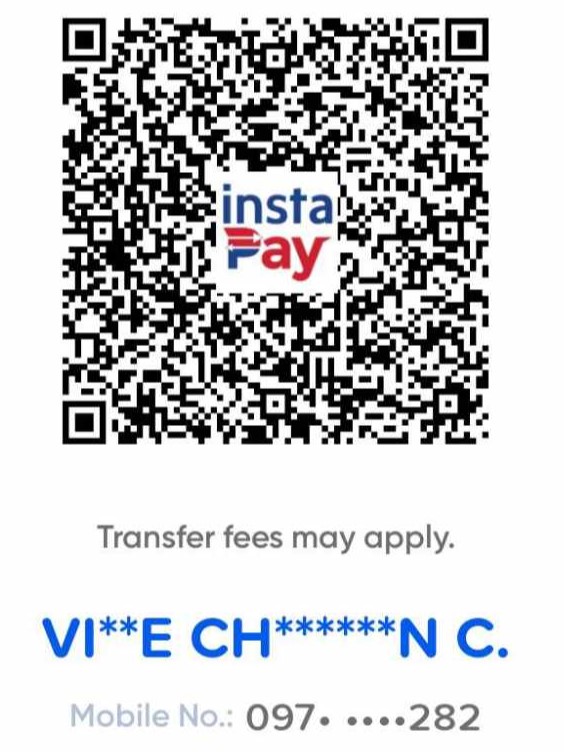 insta
Pay
Transfer fees may apply.
VI**E CH******N C.
Mobile No.: 097• ••••282